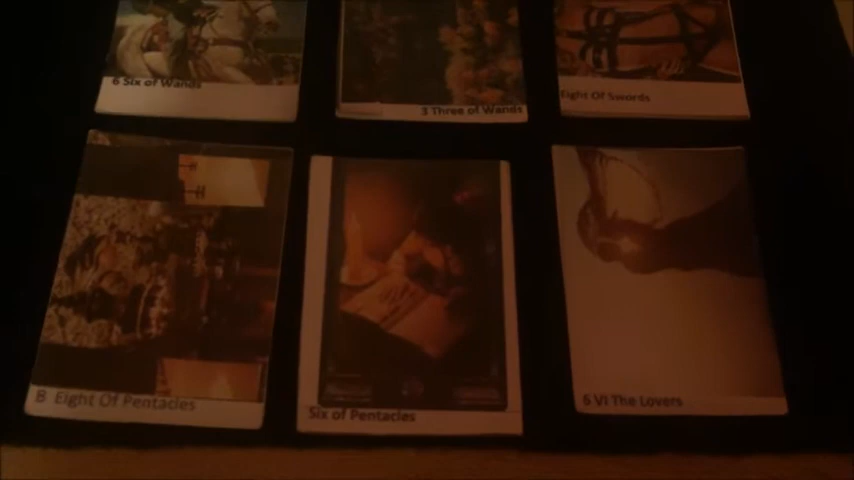 6 Six of Wands
3 Three of Wands
Eight Of Swords
8 Eight Of Pentacles
Six of Pentacles
6 VI The Lovers